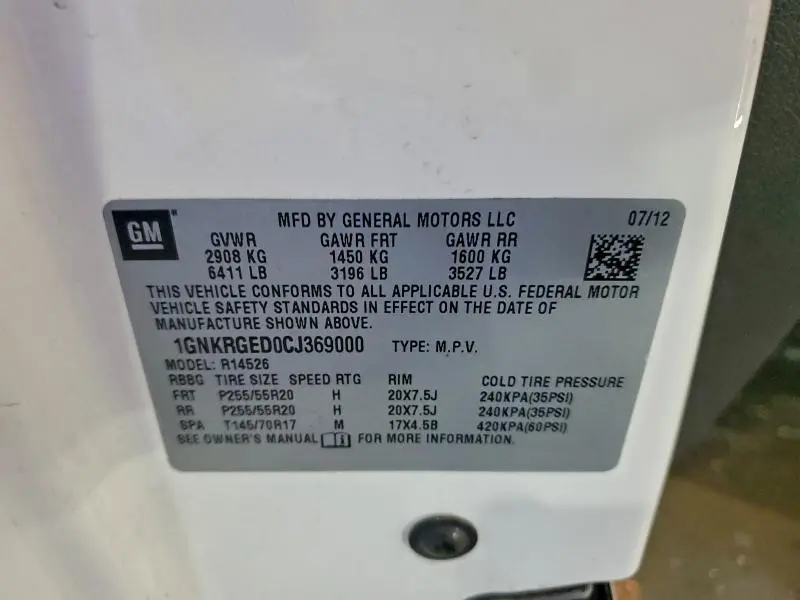 GM
MFD BY GENERAL MOTORS LLC 07/12
GVWR GAWR FRT GAWR RR
2908 KG 1450 KG 1600 KG
6411 LB 3196 LB 3527 LB
THIS VEHICLE CONFORMS TO ALL APPLICABLE U.S. FEDERAL MOTOR
VEHICLE SAFETY STANDARDS IN EFFECT ON THE DATE OF
MANUFACTURE SHOWN ABOVE.
1GNKRGED0CJ369000 TYPE: M.P.V.
MODEL: R14526
RBBG TIRE SIZE SPEED RTG RIM COLD TIRE PRESSURE
FRT P255/55R20 H 20X7.5J 240KPA(35PSI)
RR P255/55R20 H 20X7.5J 240KPA(35PSI)
SPA T145/70R17 M 17X4.5B 420KPA(60PSI)
SEE OWNER'S MANUAL FOR MORE INFORMATION.